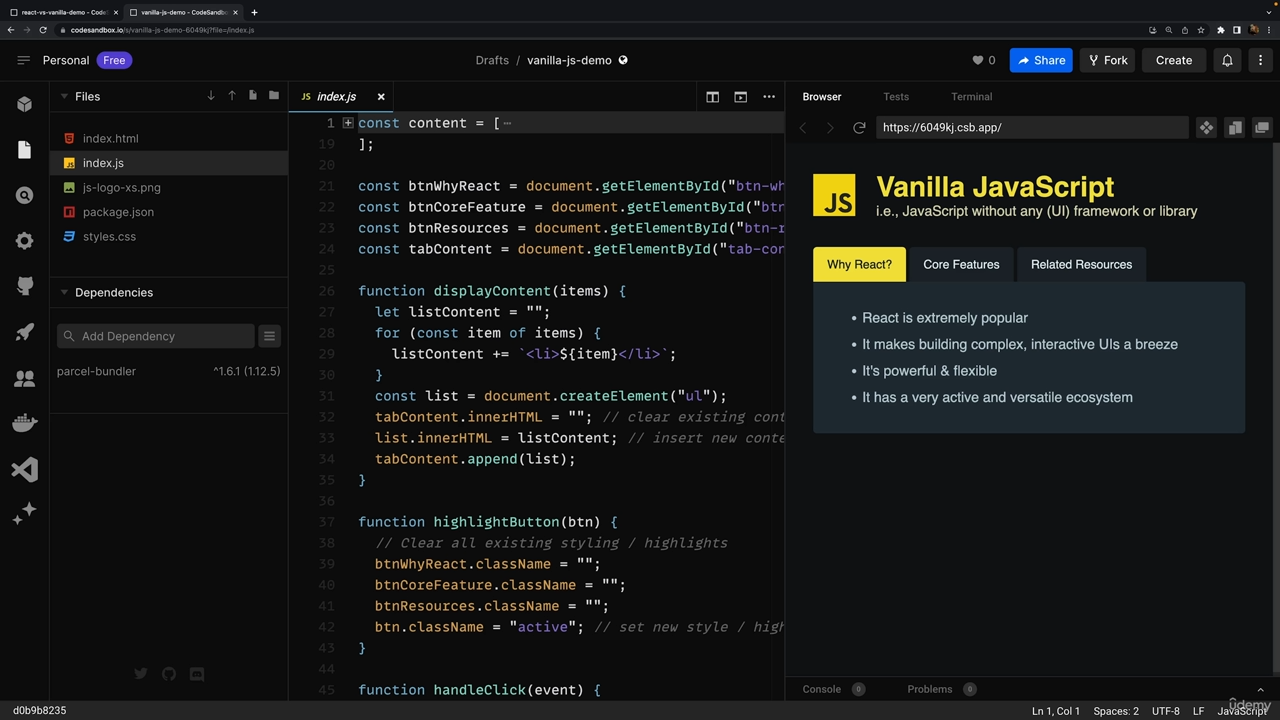 react-vs-vanilla-demo - CodeSandb
vanilla-js-demo - CodeSandbox
codesandbox.io/s/vanilla-js-demo-6049kj?file=/index.js
Personal Free
Drafts / vanilla-js-demo
0
Share
Fork
Create
Files
index.html
index.js
js-logo-xs.png
package.json
styles.css
Dependencies
Add Dependency
parcel-bundler ^1.6.1 (1.12.5)
JS index.js
1 const content = [
19 ];
20
21 const btnWhyReact = document.getElementById("btn-wh
22 const btnCoreFeature = document.getElementById("btn
23 const btnResources = document.getElementById("btn-r
24 const tabContent = document.getElementById("tab-con
25
26 function displayContent(items) {
27 let listContent = "";
28 for (const item of items) {
29 listContent += `<li>${item}</li>`;
30 }
31 const list = document.createElement("ul");
32 tabContent.innerHTML = ""; // clear existing cont
33 list.innerHTML = listContent; // insert new conte
34 tabContent.append(list);
35 }
36
37 function highlightButton(btn) {
38 // Clear all existing styling / highlights
39 btnWhyReact.className = "";
40 btnCoreFeature.className = "";
41 btnResources.className = "";
42 btn.className = "active"; // set new style / high
43 }
44
45 function handleClick(event) {
Browser
Tests
Terminal
https://6049kj.csb.app/
JS
Vanilla JavaScript
i.e., JavaScript without any (UI) framework or library
Why React?
Core Features
Related Resources
• React is extremely popular
• It makes building complex, interactive UIs a breeze
• It's powerful & flexible
• It has a very active and versatile ecosystem
Console 0
Problems 0
d0b9b8235
Ln 1, Col 1
Spaces: 2
UTF-8
LF
JavaScript
udemy